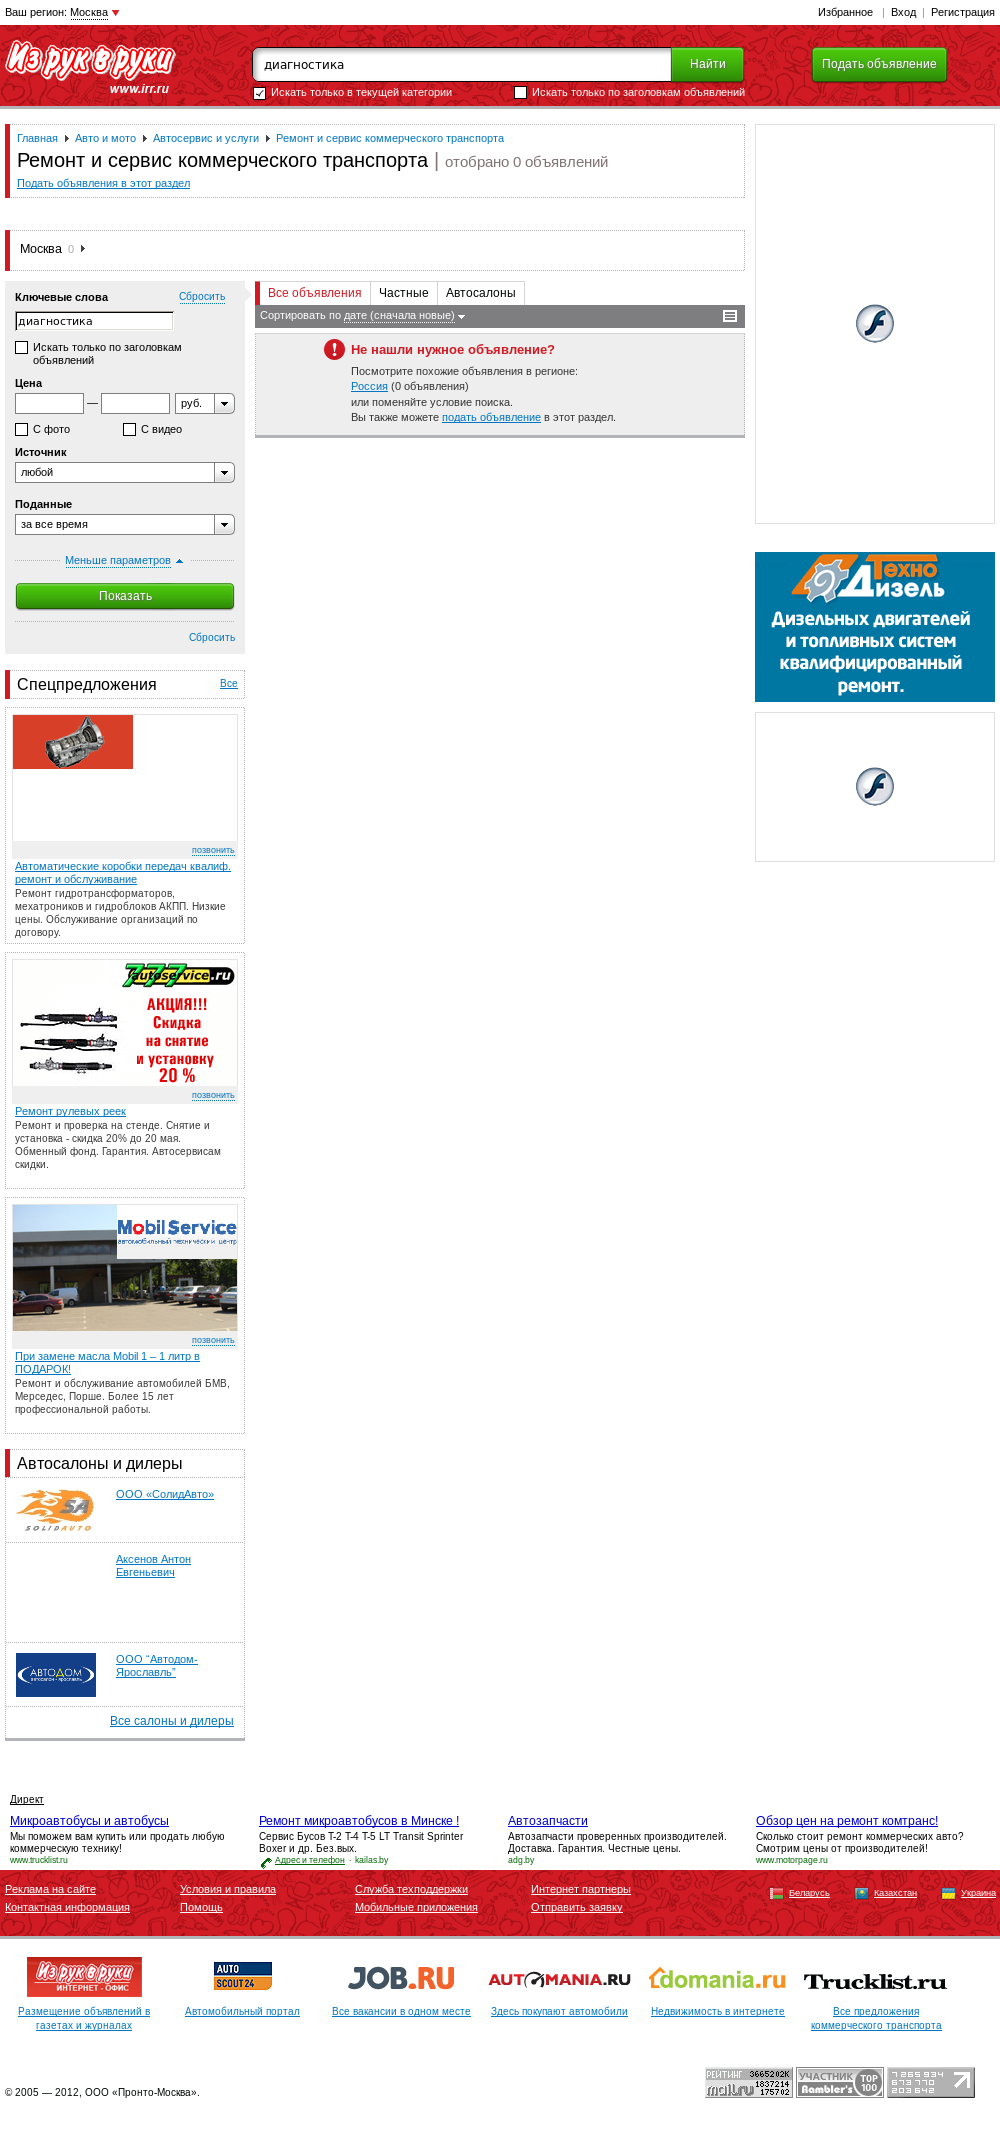 Ваш регион: Москва
Избранное | Вход | Регистрация
Из рук в руки
www.irr.ru
диагностика
Найти
Подать объявление
Искать только в текущей категории
Искать только по заголовкам объявлений
Главная Авто и мото Автосервис и услуги Ремонт и сервис коммерческого транспорта
Ремонт и сервис коммерческого транспорта | отобрано 0 объявлений
Подать объявления в этот раздел
Москва 0
Ключевые слова
Сбросить
диагностика
Искать только по заголовкам
объявлений
Цена
— руб.
С фото
С видео
Источник
любой
Поданные
за все время
Меньше параметров
Показать
Сбросить
Все объявления
Частные
Автосалоны
Сортировать по дате (сначала новые)
Не нашли нужное объявление?
Посмотрите похожие объявления в регионе:
Россия (0 объявления)
или поменяйте условие поиска.
Вы также можете подать объявление в этот раздел.
Техно
Дизель
Дизельных двигателей
и топливных систем
квалифицированный
ремонт.
Спецпредложения
Все
позвонить
Автоматические коробки передач квалиф.
ремонт и обслуживание
Ремонт гидротрансформаторов,
мехатроников и гидроблоков АКПП. Низкие
цены. Обслуживание организаций по
договору.
777
autoservice.ru
АКЦИЯ!!!
Скидка
на снятие
и установку
20 %
позвонить
Ремонт рулевых реек
Ремонт и проверка на стенде. Снятие и
установка - скидка 20% до 20 мая.
Обменный фонд. Гарантия. Автосервисам
скидки.
Mobil Service
автомобильный технический центр
позвонить
При замене масла Mobil 1 – 1 литр в
ПОДАРОК!
Ремонт и обслуживание автомобилей БМВ,
Мерседес, Порше. Более 15 лет
профессиональной работы.
Автосалоны и дилеры
SA
SOLIDAUTO
ООО «СолидАвто»
Аксенов Антон
Евгеньевич
АВТОДОМ
автосалон - ярославль
ООО “Автодом-
Ярославль”
Все салоны и дилеры
Директ
Микроавтобусы и автобусы
Мы поможем вам купить или продать любую
коммерческую технику!
www.trucklist.ru
Ремонт микроавтобусов в Минске !
Сервис Бусов T-2 T-4 T-5 LT Transit Sprinter
Boxer и др. Без.вых.
Адрес и телефон · kailas.by
Автозапчасти
Автозапчасти проверенных производителей.
Доставка. Гарантия. Честные цены.
adg.by
Обзор цен на ремонт комтранс!
Сколько стоит ремонт коммерческих авто?
Смотрим цены от производителей!
www.motorpage.ru
Реклама на сайте
Условия и правила
Служба техподдержки
Интернет партнеры
Беларусь
Казахстан
Украина
Контактная информация
Помощь
Мобильные приложения
Отправить заявку
Из рук в руки
ИНТЕРНЕТ - ОФИС
AUTO
SCOUT24
JOB.RU
AUTOMANIA.RU
domania.ru
Trucklist.ru
Размещение объявлений в
газетах и журналах
Автомобильный портал
Все вакансии в одном месте
Здесь покупают автомобили
Недвижимость в интернете
Все предложения
коммерческого транспорта
© 2005 — 2012, ООО «Пронто-Москва».
РЕЙТИНГ 3665202K
mail.ru 1837214
175702
УЧАСТНИК
Rambler's
TOP
100
7265934
673770
203642